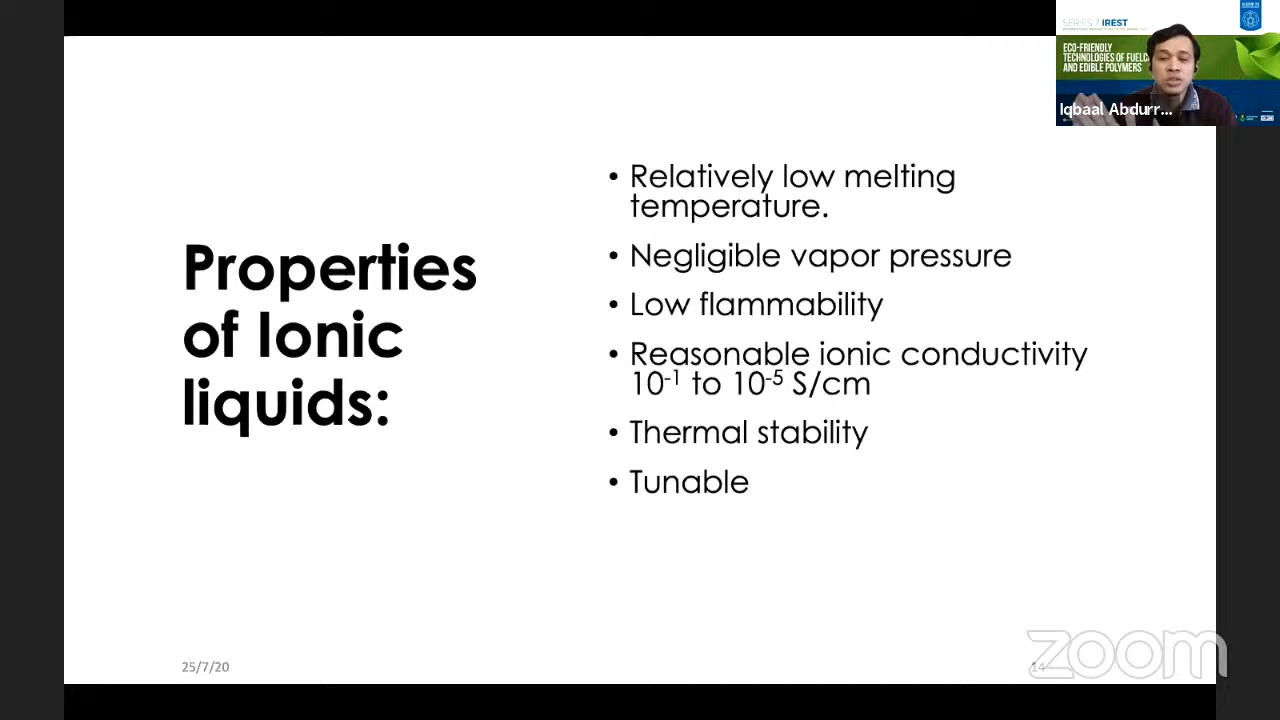 SERIES 7 IREST
ECO-FRIENDLY
TECHNOLOGIES OF FUELC
AND EDIBLE POLYMERS
Iqbaal Abdurr...
Properties
of Ionic
liquids:
• Relatively low melting
temperature.
• Negligible vapor pressure
• Low flammability
• Reasonable ionic conductivity
10⁻¹ to 10⁻⁵ S/cm
• Thermal stability
• Tunable
25/7/20
14
zoom